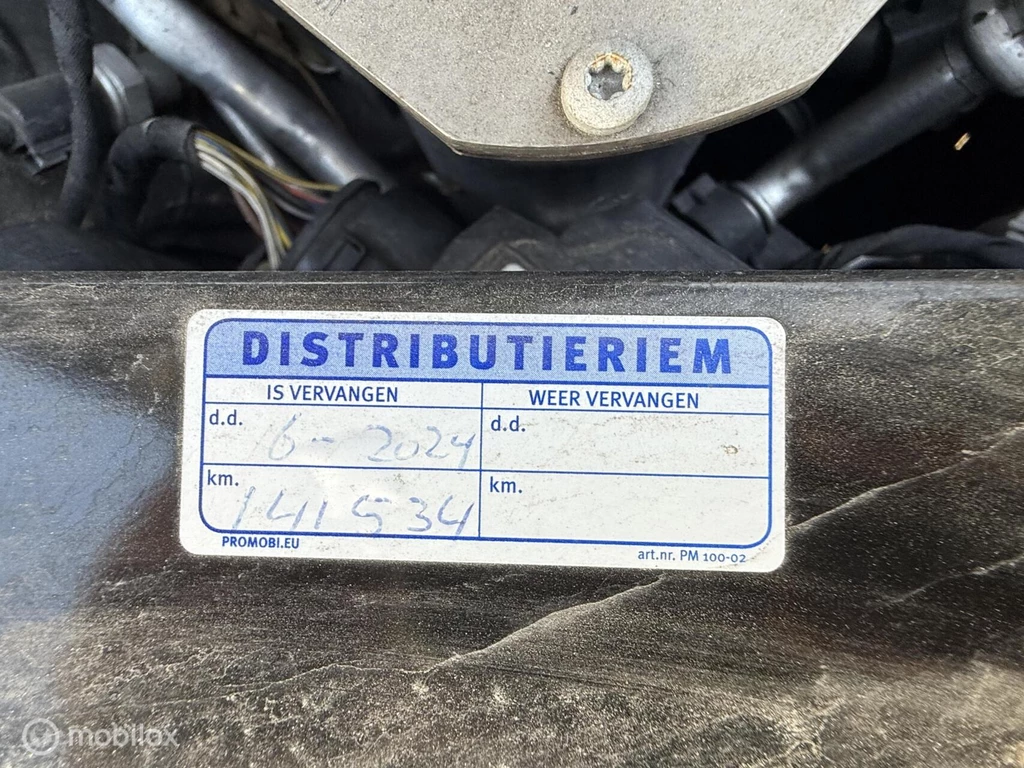 DISTRIBUTIERIEM
IS VERVANGEN WEER VERVANGEN
d.d. 6-2024 d.d.
km. 141534 km.
PROMOBI.EU art.nr. PM 100-02
mobilox